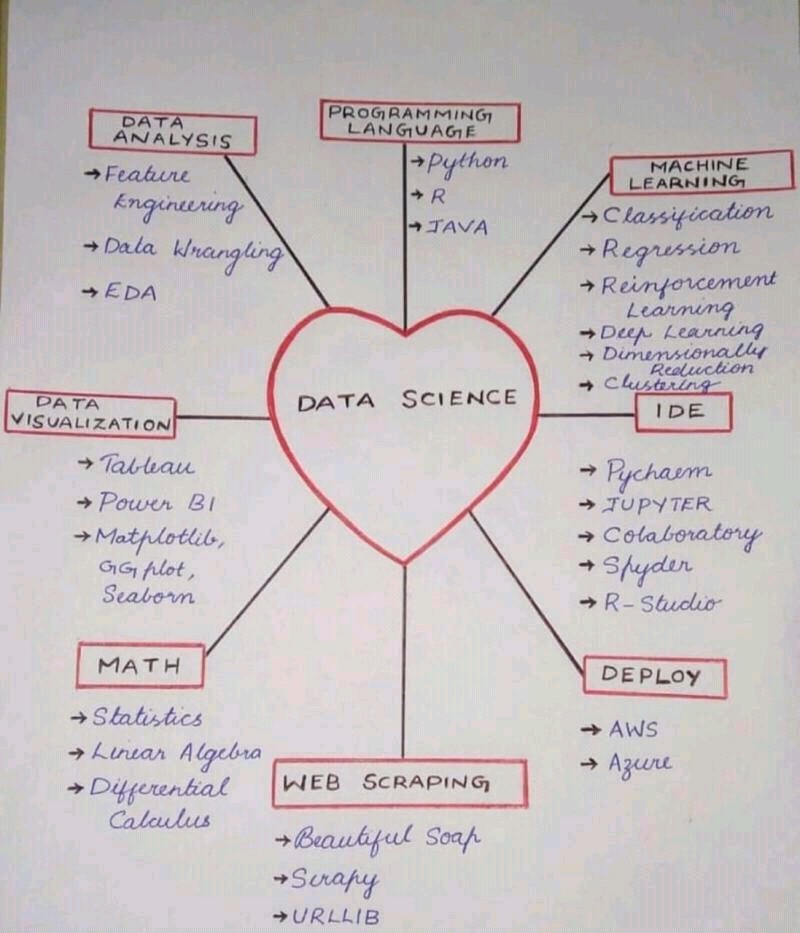 DATA
ANALYSIS
→ Feature
Engineering
→ Data Wrangling
→ EDA
PROGRAMMING
LANGUAGE
→ Python
→ R
→ JAVA
MACHINE
LEARNING
→ Classification
→ Regression
→ Reinforcement
Learning
→ Deep Learning
→ Dimensionally
Reduction
→ Clustering
DATA SCIENCE
DATA
VISUALIZATION
→ Tableau
→ Power BI
→ Matplotlib,
GG plot,
Seaborn
IDE
→ Pychaem
→ JUPYTER
→ Colaboratory
→ Spyder
→ R-Studio
MATH
→ Statistics
→ Linear Algebra
→ Differential
Calculus
DEPLOY
→ AWS
→ Azure
WEB SCRAPING
→ Beautiful Soap
→ Scrapy
→ URLLIB